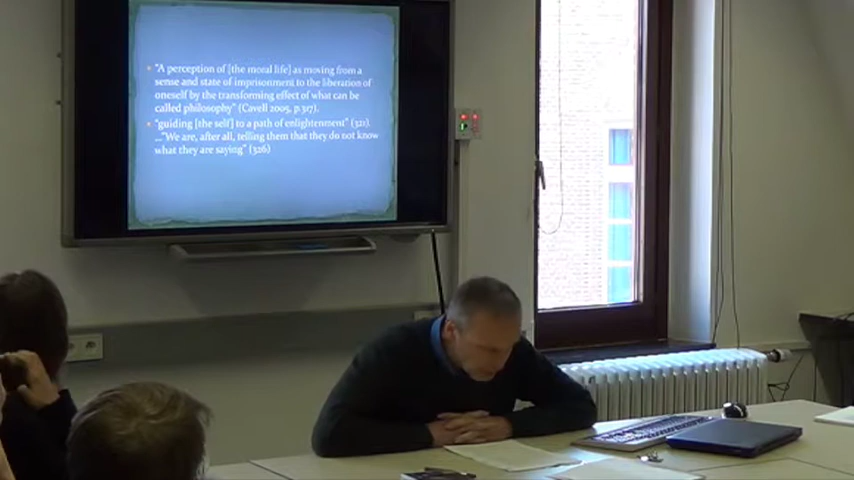 “A perception of [the moral life] as moving from a
sense and state of imprisonment to the liberation of
oneself by the transforming effect of what can be
called philosophy” (Cavell 2005, p.317).
“guiding [the self] to a path of enlightenment” (321).
...“We are, after all, telling them that they do not know
what they are saying” (326)